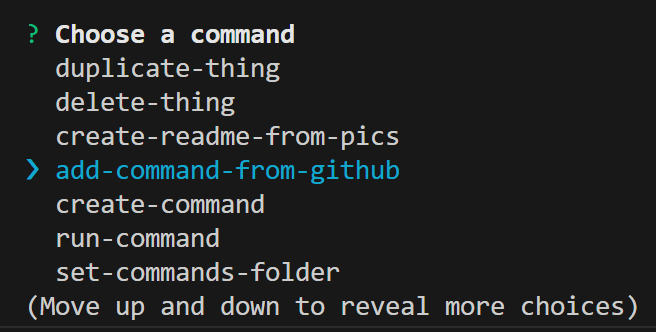 ? Choose a command
duplicate-thing
delete-thing
create-readme-from-pics
❯ add-command-from-github
create-command
run-command
set-commands-folder
(Move up and down to reveal more choices)